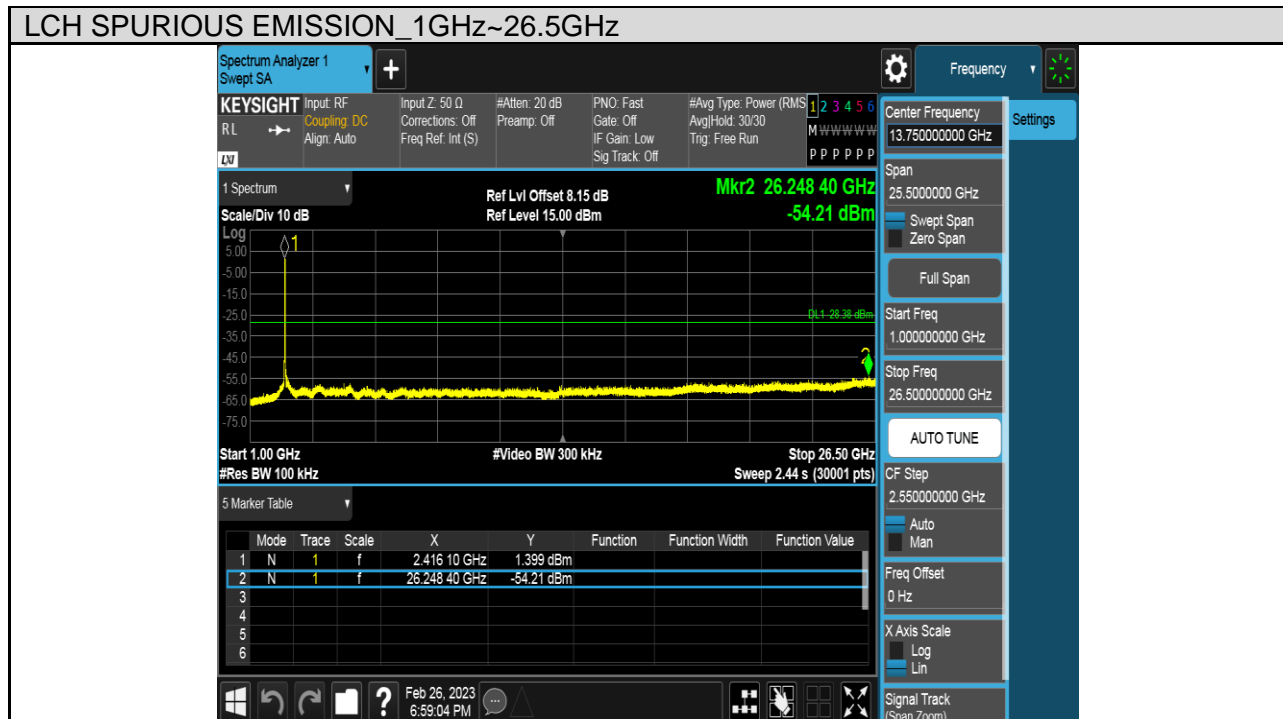 LCH SPURIOUS EMISSION_1GHz~26.5GHz
Spectrum Analyzer 1
Swept SA
+
Frequency
KEYSIGHT
RL
LXI
Input: RF
Coupling: DC
Align: Auto
Input Z: 50 Ω
Corrections: Off
Freq Ref: Int (S)
#Atten: 20 dB
Preamp: Off
PNO: Fast
Gate: Off
IF Gain: Low
Sig Track: Off
#Avg Type: Power (RMS
Avg|Hold: 30/30
Trig: Free Run
1 2 3 4 5 6
M W W W W W
P P P P P P
1 Spectrum
Scale/Div 10 dB
Ref Lvl Offset 8.15 dB
Ref Level 15.00 dBm
Mkr2 26.248 40 GHz
-54.21 dBm
Log
5.00
-5.00
-15.0
-25.0
-35.0
-45.0
-55.0
-65.0
-75.0
1
DL1 -28.38 dBm
2
Start 1.00 GHz
#Res BW 100 kHz
#Video BW 300 kHz
Stop 26.50 GHz
Sweep 2.44 s (30001 pts)
5 Marker Table
Mode Trace Scale X Y Function Function Width Function Value
1 N 1 f 2.416 10 GHz 1.399 dBm
2 N 1 f 26.248 40 GHz -54.21 dBm
3
4
5
6
?
Feb 26, 2023
6:59:04 PM
Center Frequency
13.750000000 GHz
Settings
Span
25.5000000 GHz
Swept Span
Zero Span
Full Span
Start Freq
1.000000000 GHz
Stop Freq
26.500000000 GHz
AUTO TUNE
CF Step
2.550000000 GHz
Auto
Man
Freq Offset
0 Hz
X Axis Scale
Log
Lin
Signal Track
(Span Zoom)